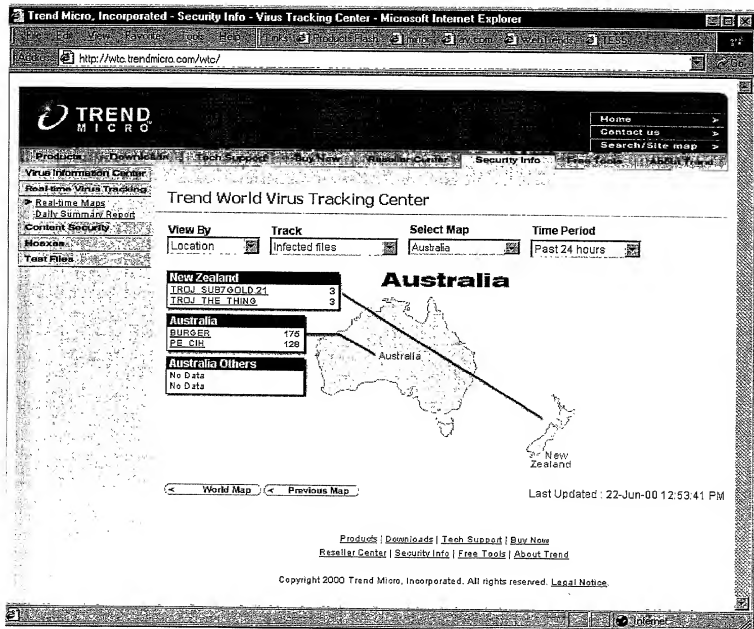 Trend Micro, Incorporated - Security Info - Virus Tracking Center - Microsoft Internet Explorer
View Tools Help
http://wtc.trendmicro.com/wtc/
TREND
MICRO
Home >
Contact us >
Search/Site map >
Products Tech Support Buy Now Reseller Center Security Info Free Tools About Trend
Virus Information Center
Real-time Virus Tracking
Real-time Maps
Daily Summary Report
Content Security
Hoaxes
Test Files
Trend World Virus Tracking Center
View By Track Select Map Time Period
Location Infected files Australia Past 24 hours
Australia
New Zealand
TROJ_SUB7GOLD.21 3
TROJ_THE_THING 3
Australia
BURGER 175
PE_CIH 128
Australia Others
No Data
No Data
Australia
New
Zealand
< World Map < Previous Map
Last Updated : 22-Jun-00 12:53:41 PM
Products | Downloads | Tech Support | Buy Now
Reseller Center | Security Info | Free Tools | About Trend
Copyright 2000 Trend Micro, Incorporated. All rights reserved. Legal Notice.
Internet